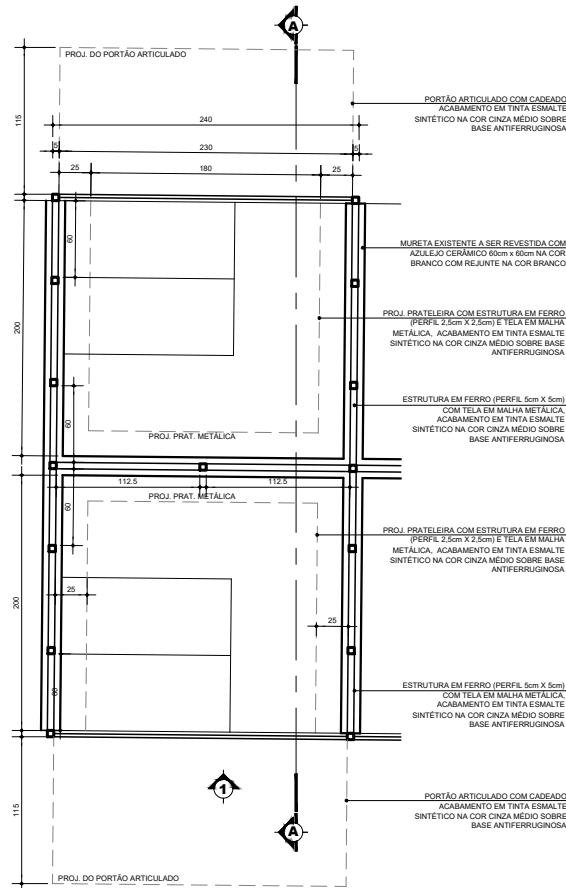 A
PROJ. DO PORTÃO ARTICULADO
PORTÃO ARTICULADO COM CADEADO
ACABAMENTO EM TINTA ESMALTE
SINTÉTICO NA COR CINZA MÉDIO SOBRE
BASE ANTIFERRUGINOSA
115
240
5
230
5
25
180
25
60
MURETA EXISTENTE A SER REVESTIDA COM
AZULEJO CERÂMICO 60cm x 60cm NA COR
BRANCO COM REJUNTE NA COR BRANCO
200
PROJ. PRATELEIRA COM ESTRUTURA EM FERRO
(PERFIL 2,5cm X 2,5cm) E TELA EM MALHA
METÁLICA, ACABAMENTO EM TINTA ESMALTE
SINTÉTICO NA COR CINZA MÉDIO SOBRE BASE
ANTIFERRUGINOSA
ESTRUTURA EM FERRO (PERFIL 5cm X 5cm)
COM TELA EM MALHA METÁLICA,
ACABAMENTO EM TINTA ESMALTE
SINTÉTICO NA COR CINZA MÉDIO SOBRE
BASE ANTIFERRUGINOSA
60
PROJ. PRAT. METÁLICA
112.5
112.5
PROJ. PRAT. METÁLICA
60
PROJ. PRATELEIRA COM ESTRUTURA EM FERRO
(PERFIL 2,5cm X 2,5cm) E TELA EM MALHA
METÁLICA, ACABAMENTO EM TINTA ESMALTE
SINTÉTICO NA COR CINZA MÉDIO SOBRE BASE
ANTIFERRUGINOSA
25
200
25
60
ESTRUTURA EM FERRO (PERFIL 5cm X 5cm)
COM TELA EM MALHA METÁLICA,
ACABAMENTO EM TINTA ESMALTE
SINTÉTICO NA COR CINZA MÉDIO SOBRE
BASE ANTIFERRUGINOSA
1
115
A
PORTÃO ARTICULADO COM CADEADO
ACABAMENTO EM TINTA ESMALTE
SINTÉTICO NA COR CINZA MÉDIO SOBRE
BASE ANTIFERRUGINOSA
PROJ. DO PORTÃO ARTICULADO